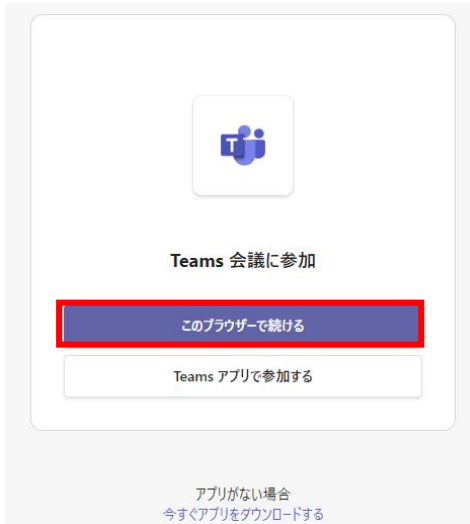 T
Teams 会議に参加
このブラウザーで続ける
Teams アプリで参加する
アプリがない場合
今すぐアプリをダウンロードする